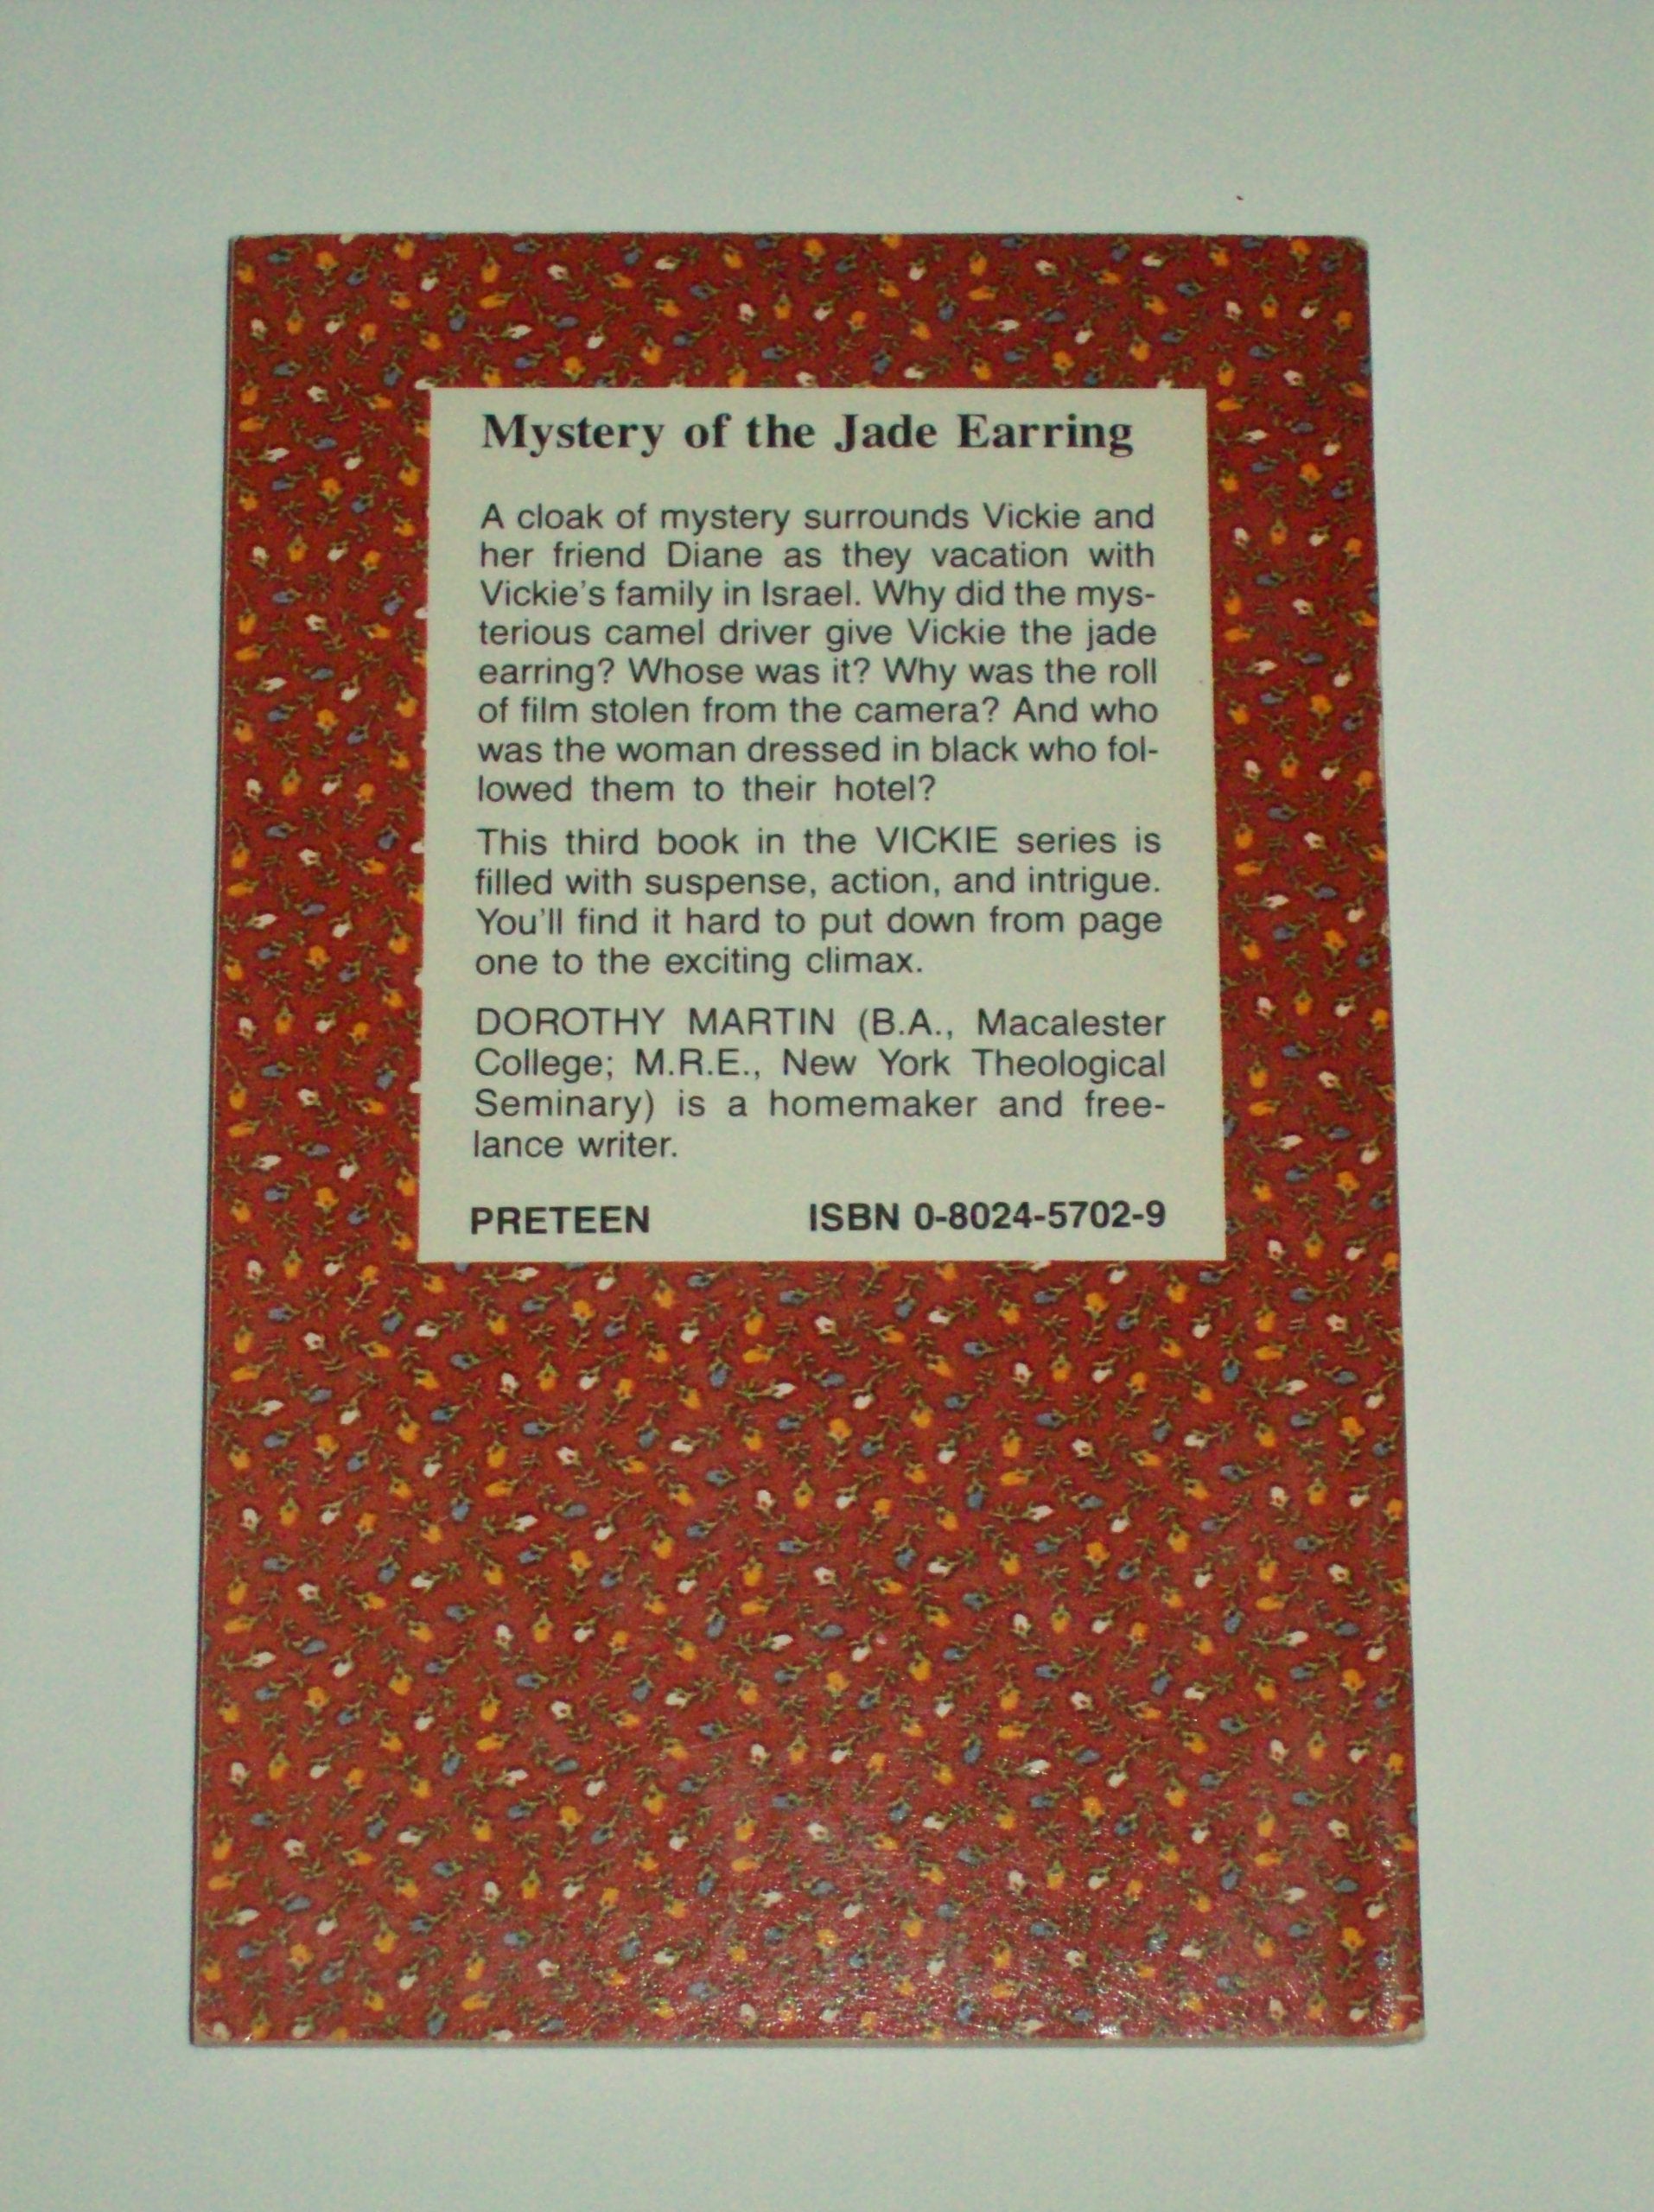 Mystery of the Jade Earring
A cloak of mystery surrounds Vickie and
her friend Diane as they vacation with
Vickie's family in Israel. Why did the mys-
terious camel driver give Vickie the jade
earring? Whose was it? Why was the roll
of film stolen from the camera? And who
was the woman dressed in black who fol-
lowed them to their hotel?
This third book in the VICKIE series is
filled with suspense, action, and intrigue.
You'll find it hard to put down from page
one to the exciting climax.
DOROTHY MARTIN (B.A., Macalester
College; M.R.E., New York Theological
Seminary) is a homemaker and free-
lance writer.
PRETEEN ISBN 0-8024-5702-9